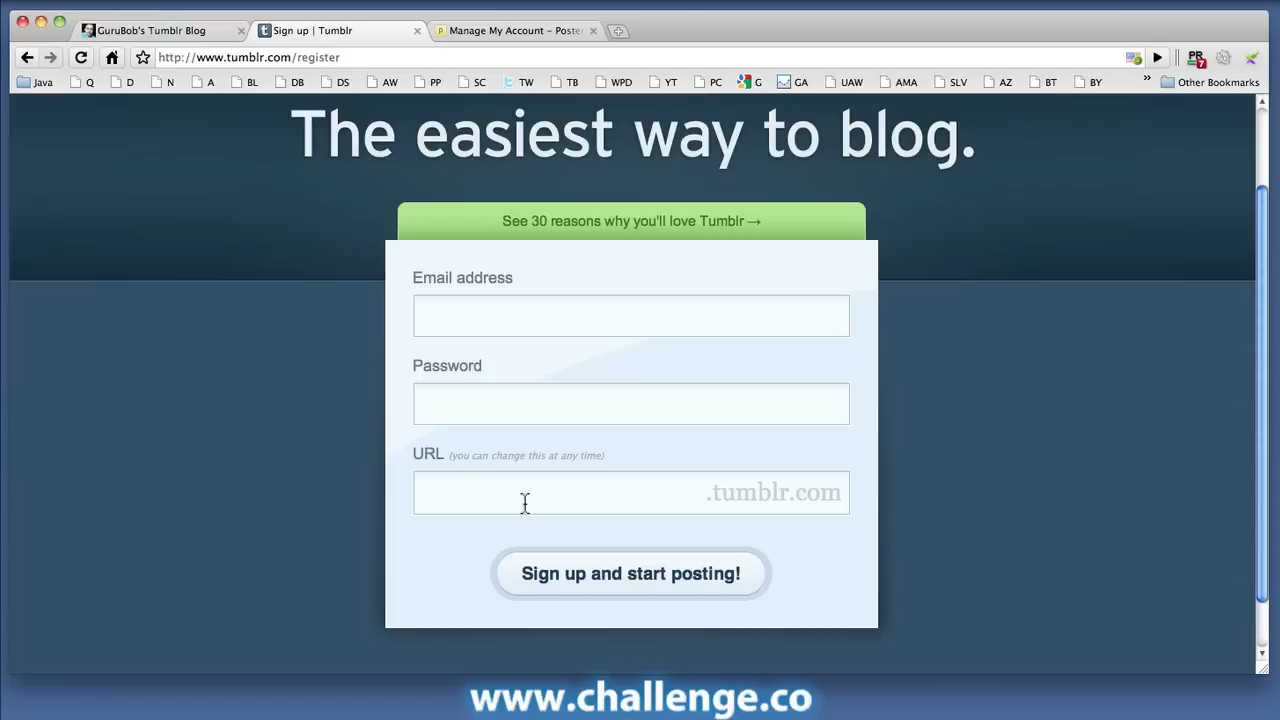 GuruBob's Tumblr Blog
Sign up | Tumblr
Manage My Account – Poste
http://www.tumblr.com/register
PR
7
Java Q D N A BL DB DS AW PP SC TW TB WPD YT PC G GA UAW AMA SLV AZ BT BY » Other Bookmarks
The easiest way to blog.
See 30 reasons why you'll love Tumblr →
Email address
Password
URL (you can change this at any time)
.tumblr.com
Sign up and start posting!
www.challenge.co